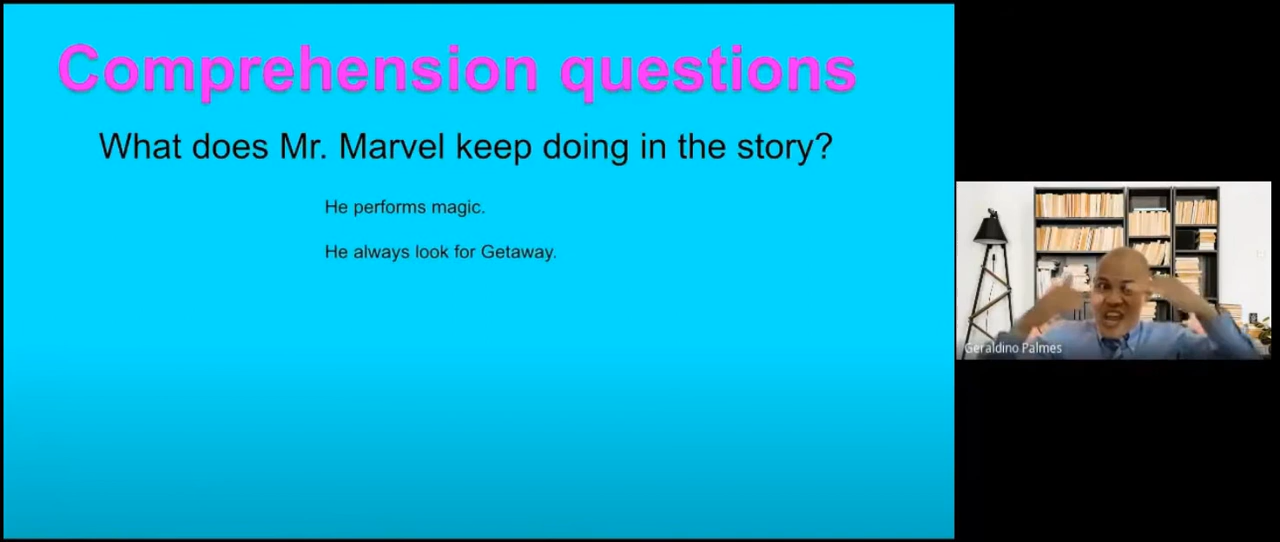 Comprehension questions
What does Mr. Marvel keep doing in the story?
He performs magic.
He always look for Getaway.
Geraldino Palmes